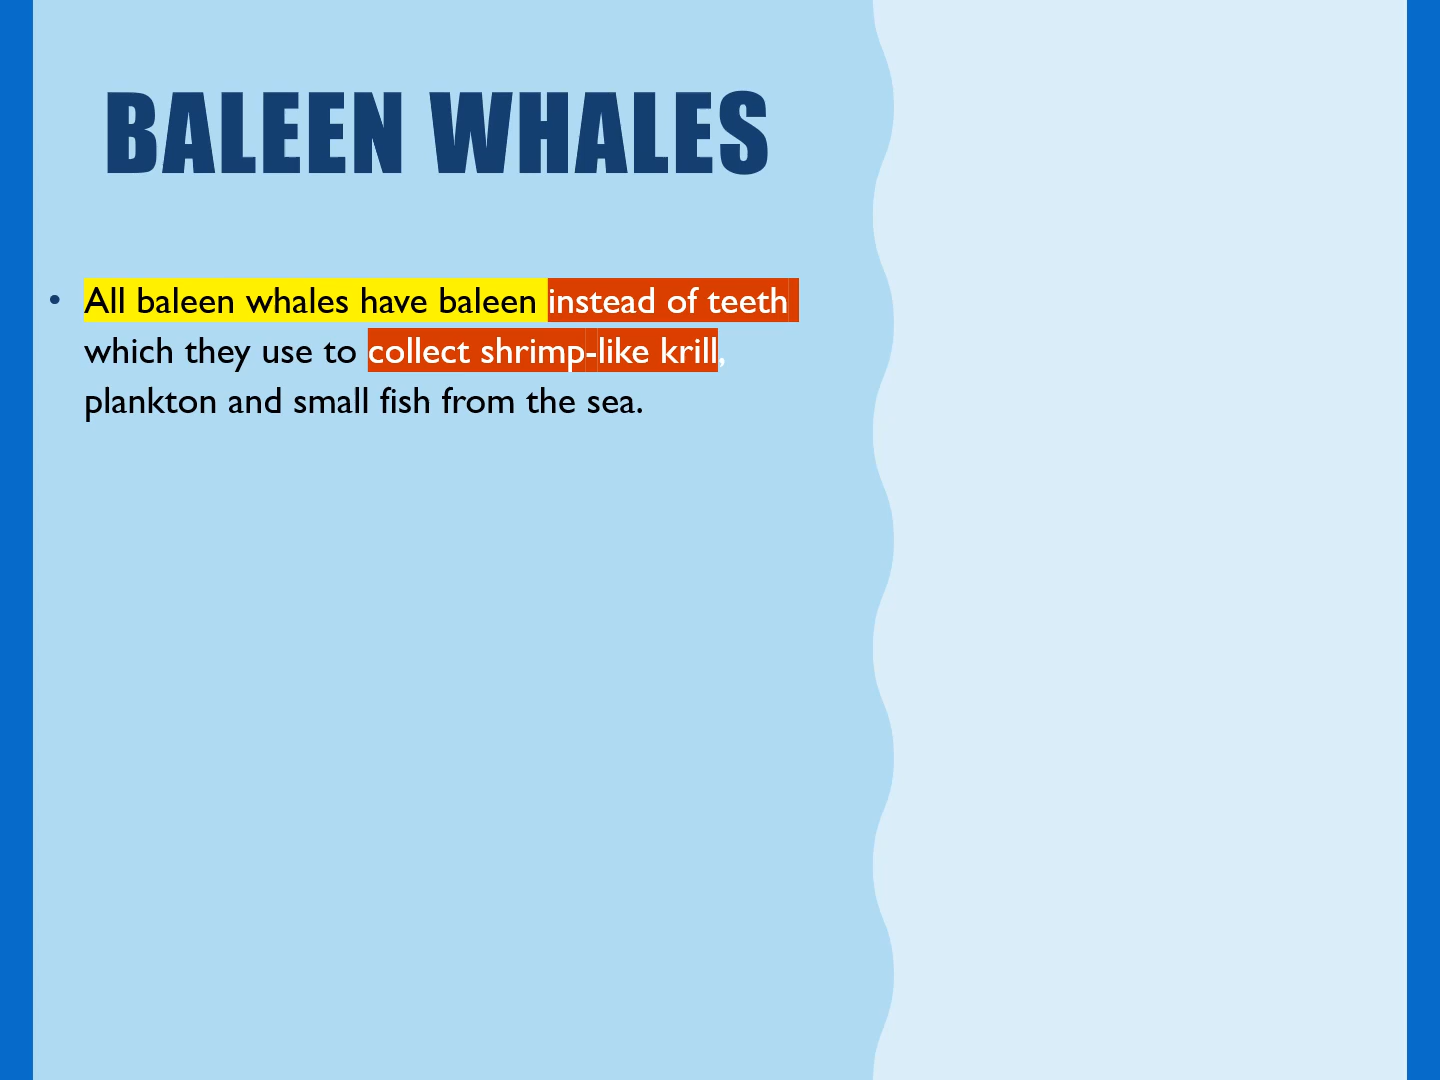 BALEEN WHALES
• All baleen whales have baleen instead of teeth
which they use to collect shrimp-like krill,
plankton and small fish from the sea.